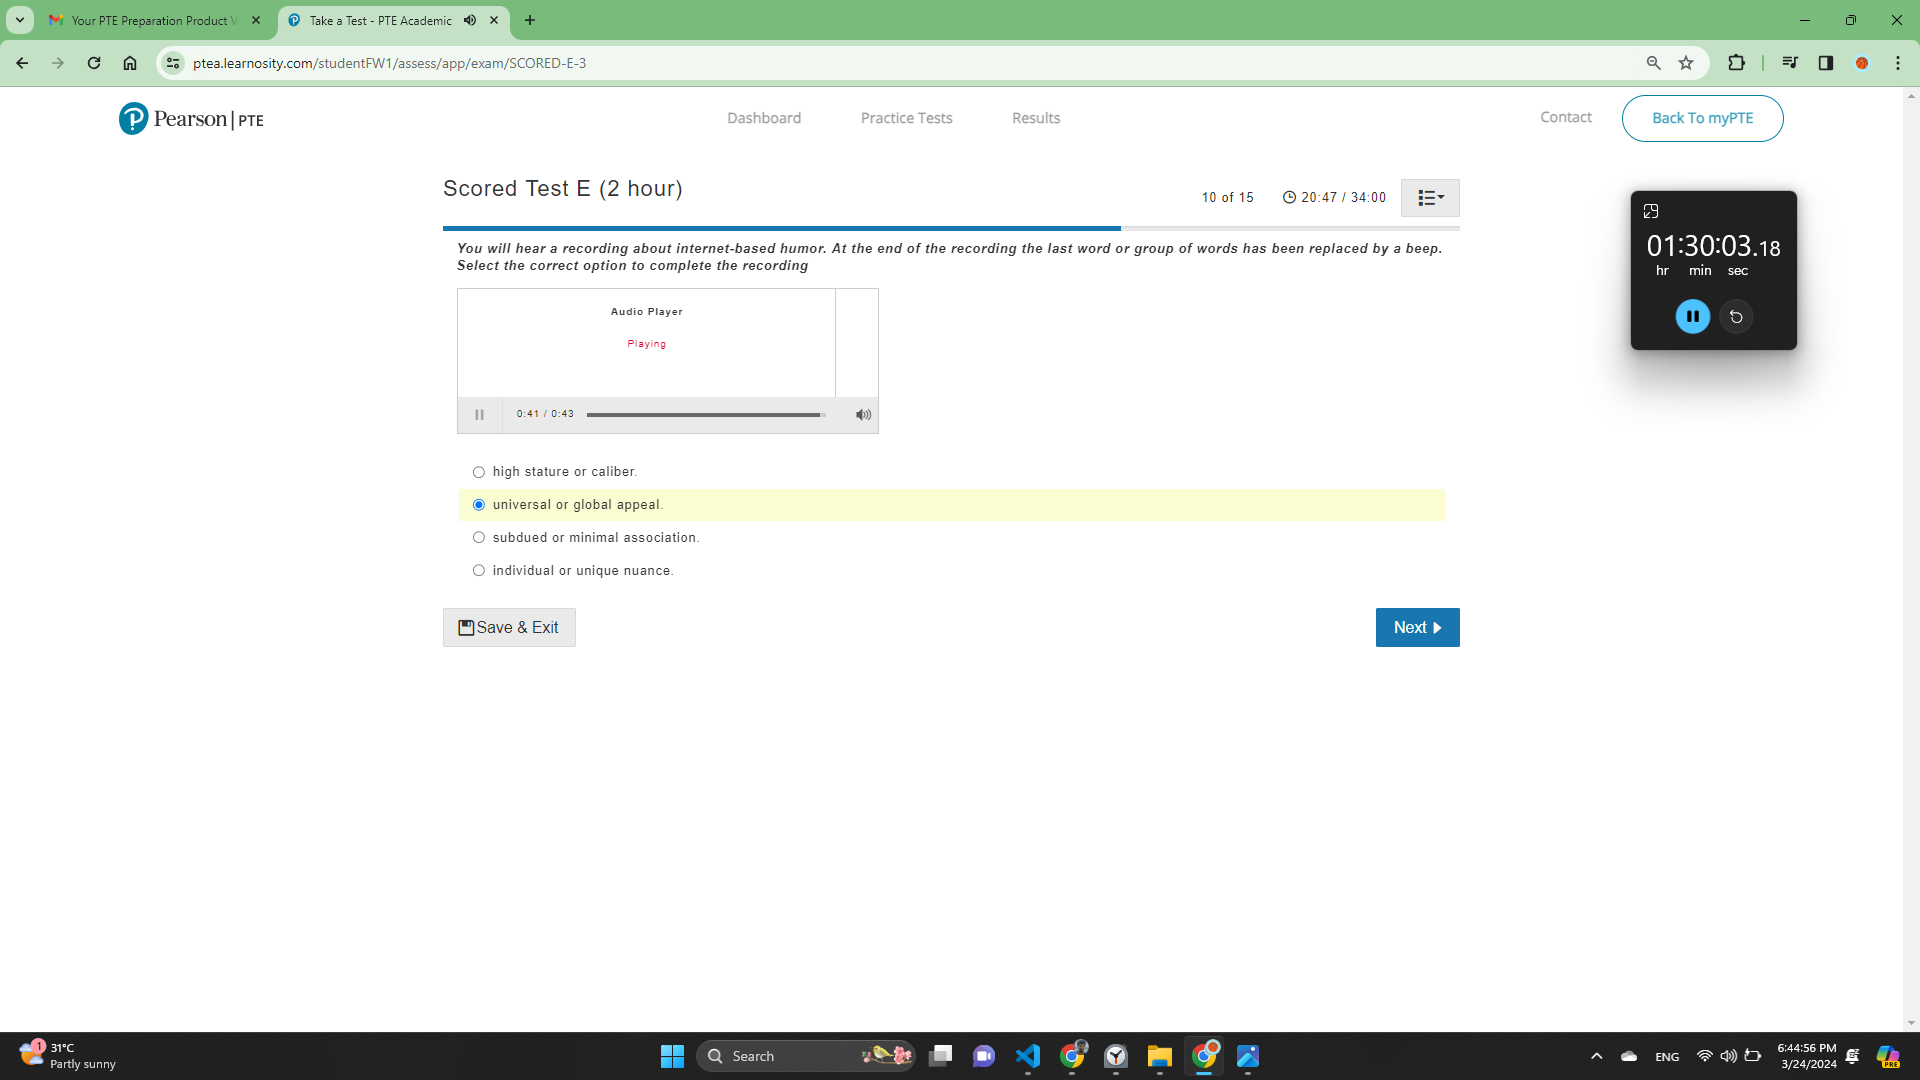 Your PTE Preparation Product V
Take a Test - PTE Academic
ptea.learnosity.com/studentFW1/assess/app/exam/SCORED-E-3
Pearson | PTE
Dashboard
Practice Tests
Results
Contact
Back To myPTE
Scored Test E (2 hour)
10 of 15
20:47 / 34:00
You will hear a recording about internet-based humor. At the end of the recording the last word or group of words has been replaced by a beep.
Select the correct option to complete the recording
Audio Player
Playing
0:41 / 0:43
high stature or caliber.
universal or global appeal.
subdued or minimal association.
individual or unique nuance.
Save & Exit
Next
01:30:03.18
hr min sec
1
31°C
Partly sunny
Search
ENG
6:44:56 PM
3/24/2024
PRE